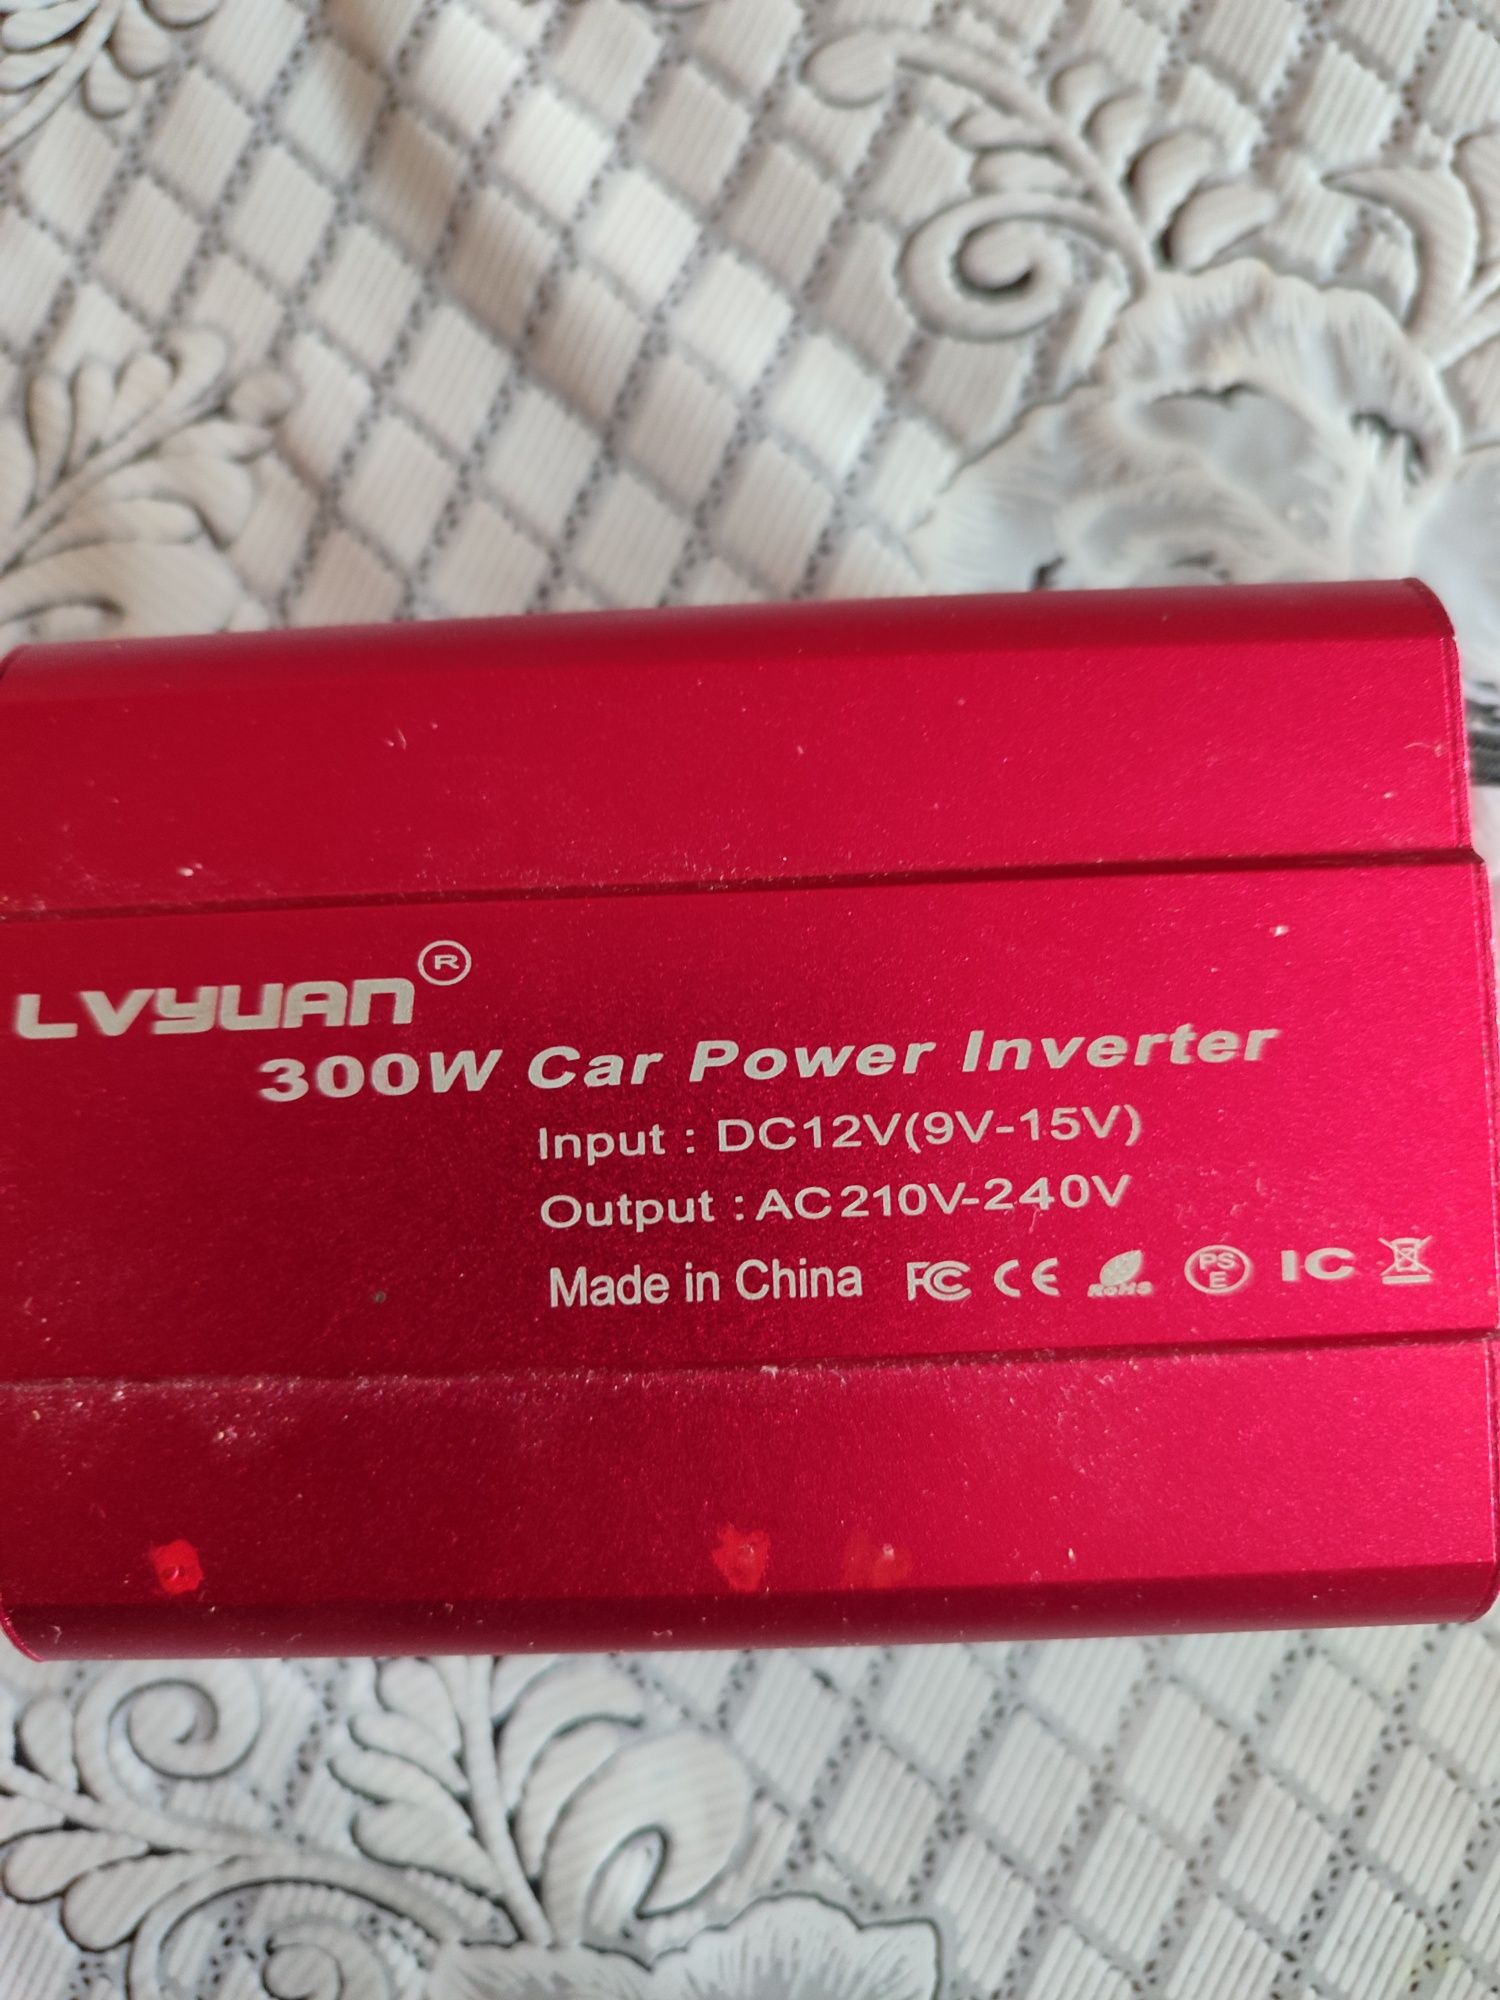 LVYUAN®
300W Car Power Inverter
Input : DC12V(9V-15V)
Output : AC210V-240V
Made in China FC CE RoHS PSE IC